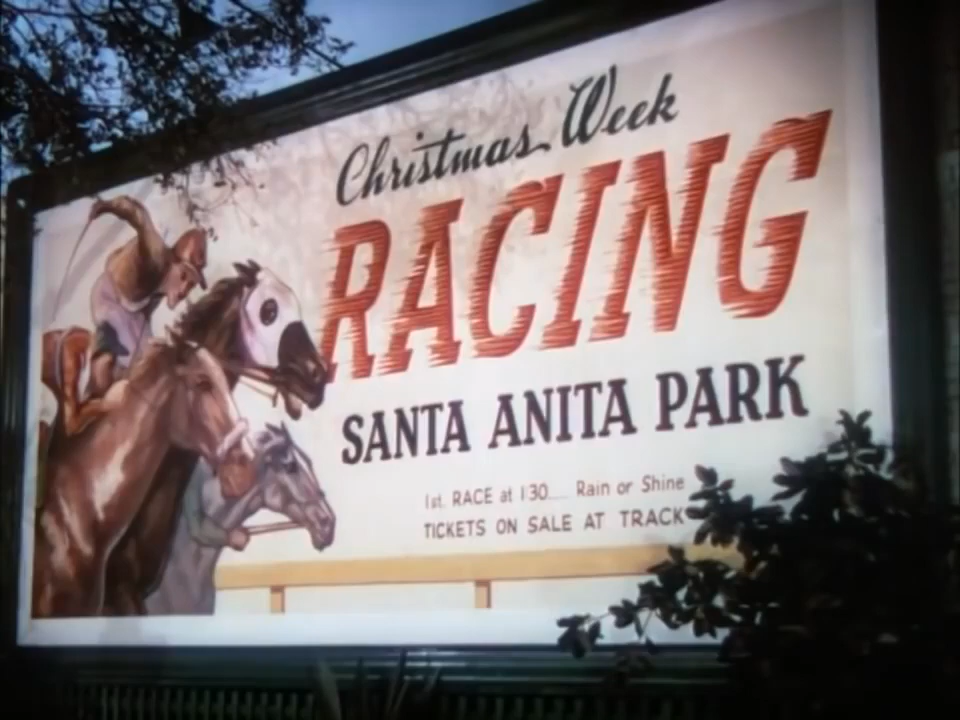 Christmas Week
RACING
SANTA ANITA PARK
1st. RACE at 1:30.... Rain or Shine
TICKETS ON SALE AT TRACK